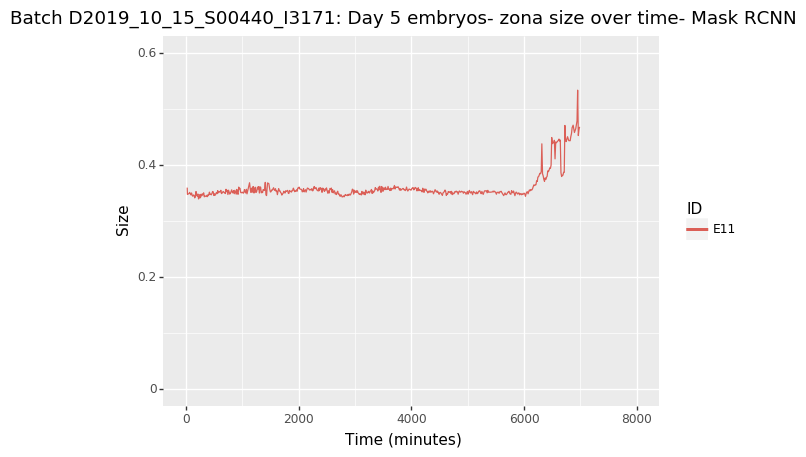 Batch D2019_10_15_S00440_I3171: Day 5 embryos- zona size over time- Mask RCNN
0.6
0.4
0.2
0
Size
0
2000
4000
6000
8000
Time (minutes)
ID
E11